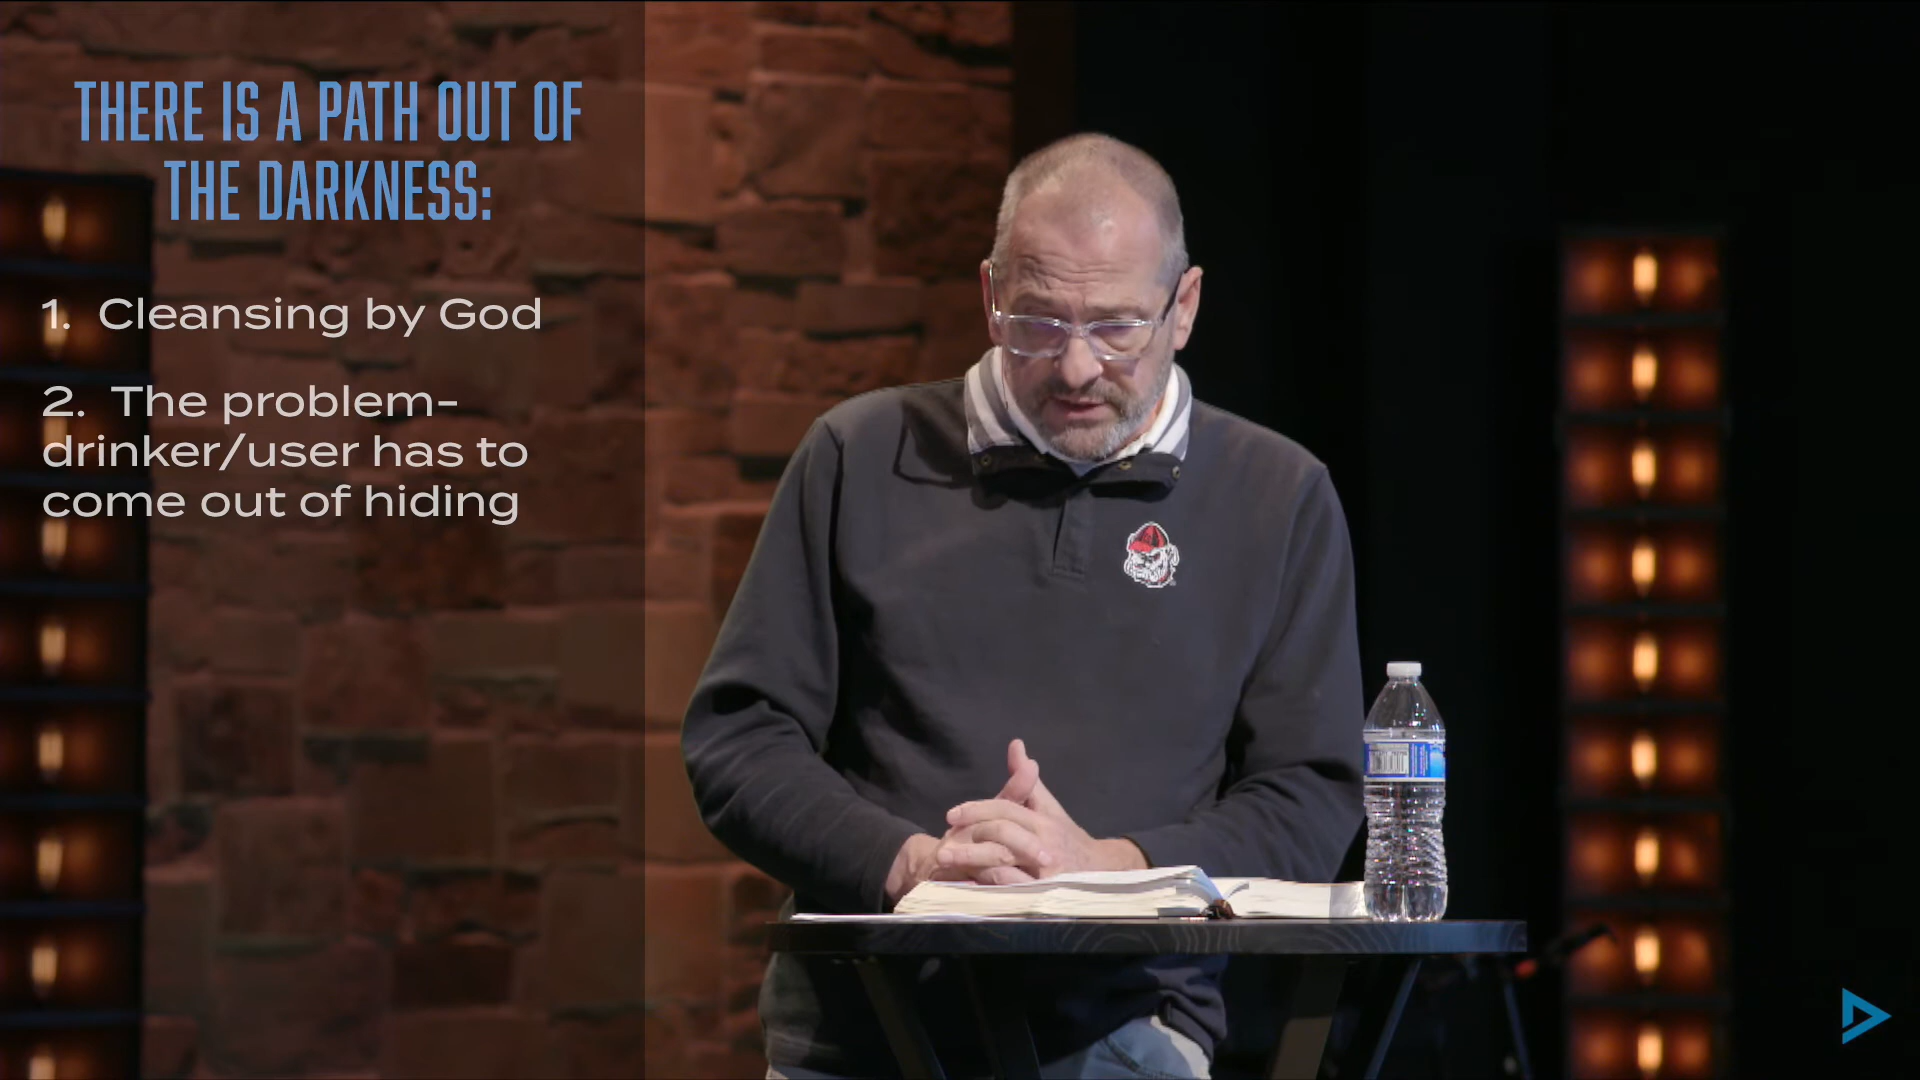 THERE IS A PATH OUT OF
THE DARKNESS:
1. Cleansing by God
2. The problem-
drinker/user has to
come out of hiding